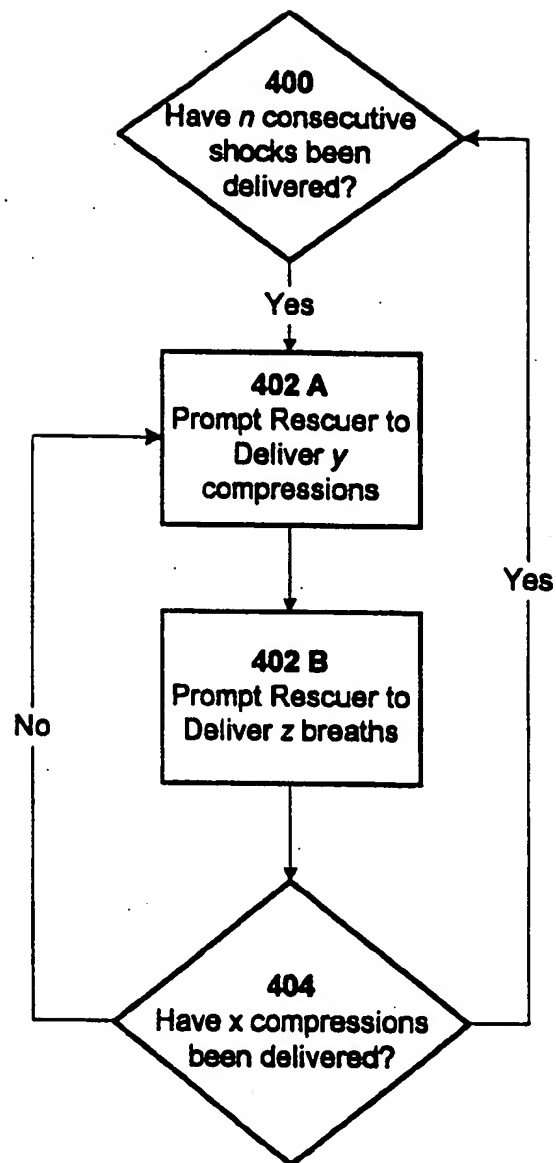 400
Have n consecutive
shocks been
delivered?
Yes
402 A
Prompt Rescuer to
Deliver y
compressions
Yes
402 B
Prompt Rescuer to
Deliver z breaths
No
404
Have x compressions
been delivered?